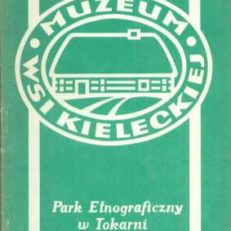 MUZEUM
WSI KIELECKIEJ
Park Etnograficzny
w Tokarni